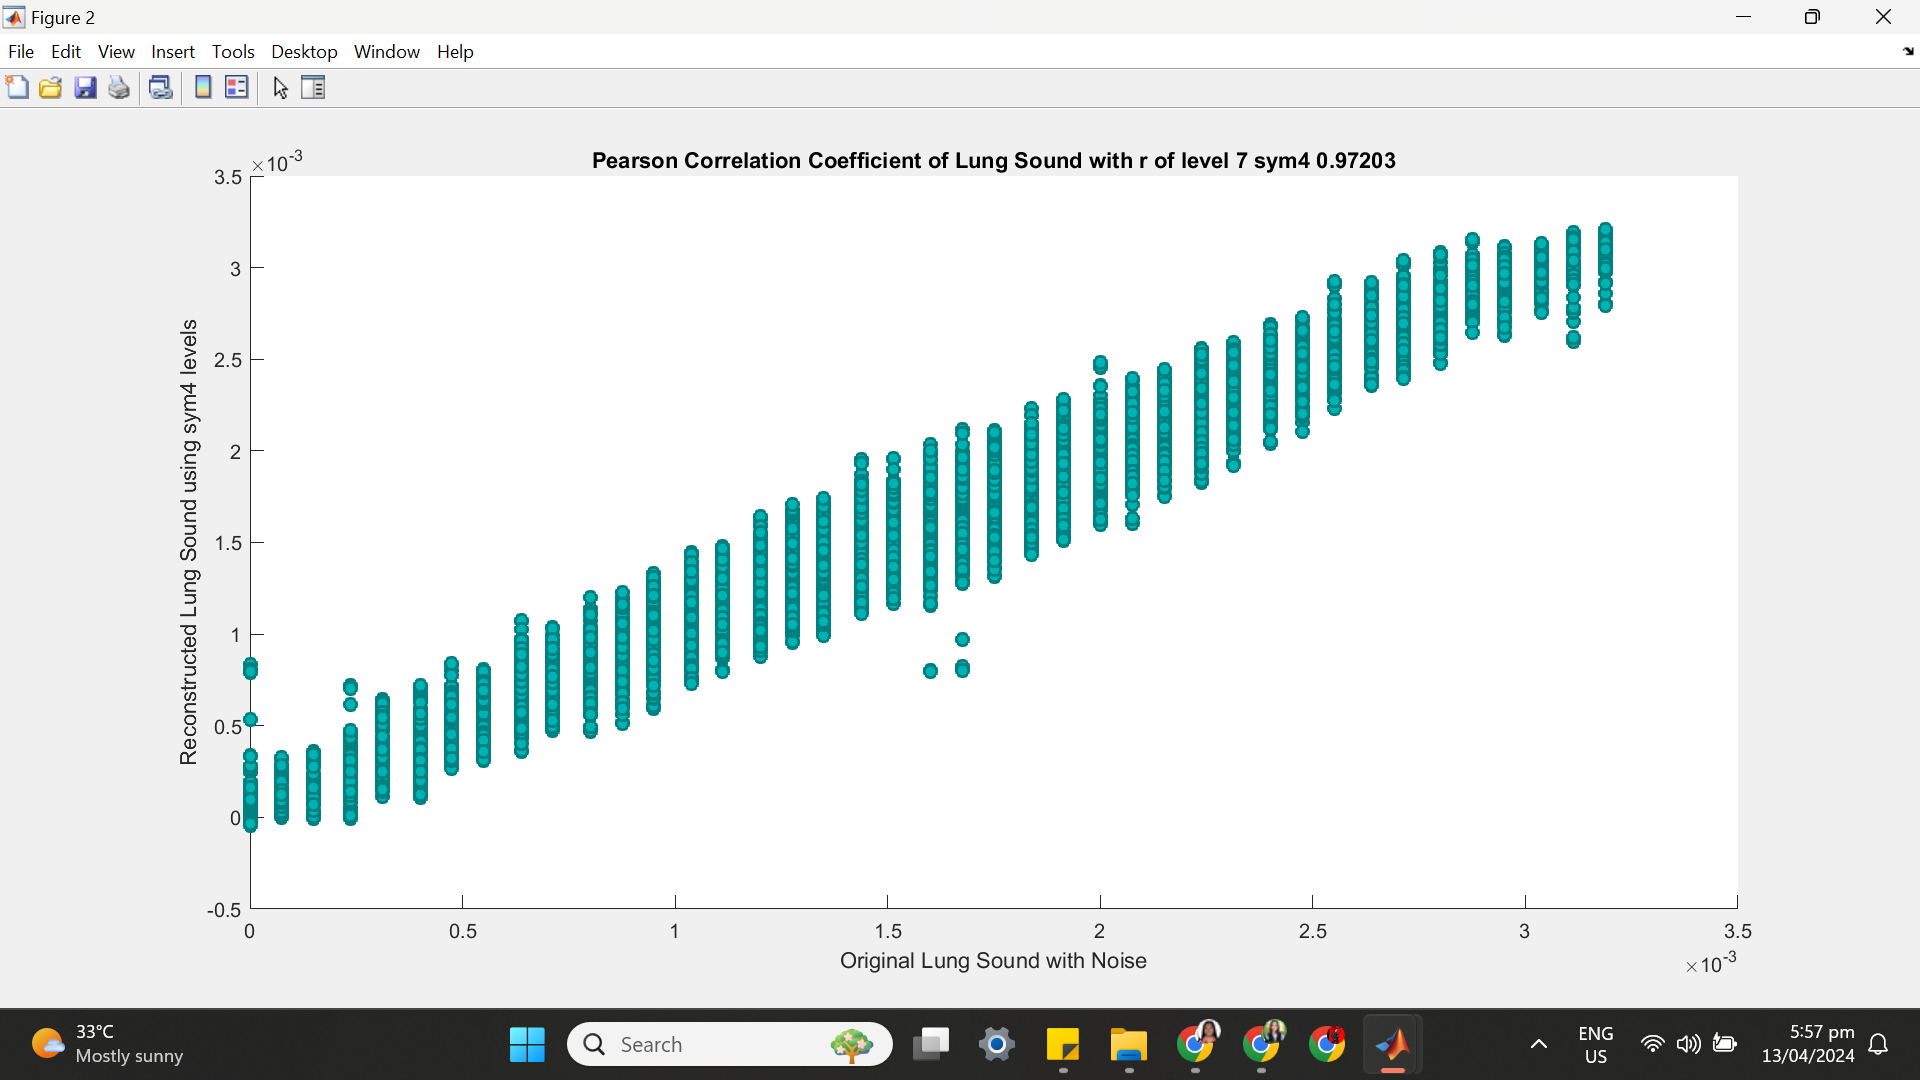 Figure 2
File Edit View Insert Tools Desktop Window Help
Pearson Correlation Coefficient of Lung Sound with r of level 7 sym4 0.97203
×10⁻³
3.5
3
2.5
2
1.5
1
0.5
0
-0.5
Reconstructed Lung Sound using sym4 levels
0 0.5 1 1.5 2 2.5 3 3.5
Original Lung Sound with Noise
×10⁻³
33°C
Mostly sunny
Search
ENG
US
5:57 pm
13/04/2024